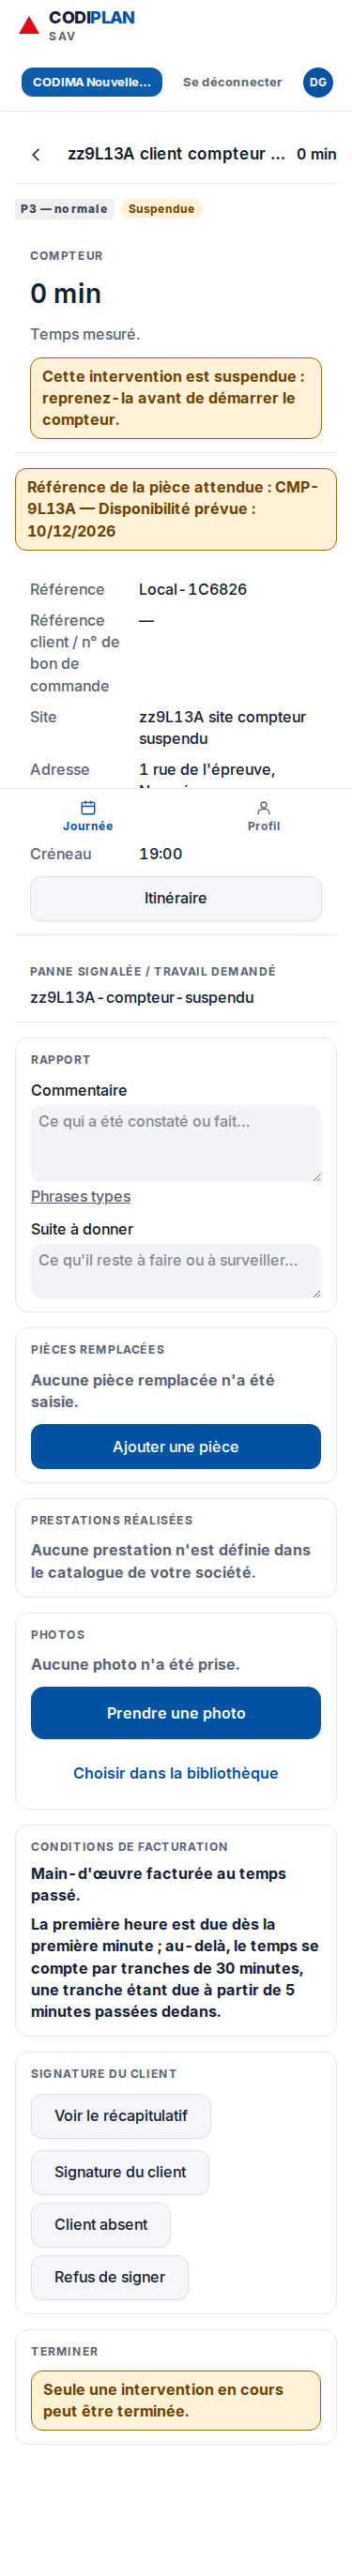 CODIPLAN
SAV
CODIMA Nouvelle...
Se déconnecter
DG
zz9L13A client compteur ... 0 min
P3 — normale
Suspendue
COMPTEUR
0 min
Temps mesuré.
Cette intervention est suspendue :
reprenez-la avant de démarrer le
compteur.
Référence de la pièce attendue : CMP-
9L13A — Disponibilité prévue :
10/12/2026
Référence Local-1C6826
Référence —
client / n° de
bon de
commande
Site zz9L13A site compteur
suspendu
Adresse 1 rue de l'épreuve,
Journée
Profil
Créneau 19:00
Itinéraire
PANNE SIGNALÉE / TRAVAIL DEMANDÉ
zz9L13A-compteur-suspendu
RAPPORT
Commentaire
Ce qui a été constaté ou fait...
Phrases types
Suite à donner
Ce qu'il reste à faire ou à surveiller...
PIÈCES REMPLACÉES
Aucune pièce remplacée n'a été
saisie.
Ajouter une pièce
PRESTATIONS RÉALISÉES
Aucune prestation n'est définie dans
le catalogue de votre société.
PHOTOS
Aucune photo n'a été prise.
Prendre une photo
Choisir dans la bibliothèque
CONDITIONS DE FACTURATION
Main-d'œuvre facturée au temps
passé.
La première heure est due dès la
première minute ; au-delà, le temps se
compte par tranches de 30 minutes,
une tranche étant due à partir de 5
minutes passées dedans.
SIGNATURE DU CLIENT
Voir le récapitulatif
Signature du client
Client absent
Refus de signer
TERMINER
Seule une intervention en cours
peut être terminée.